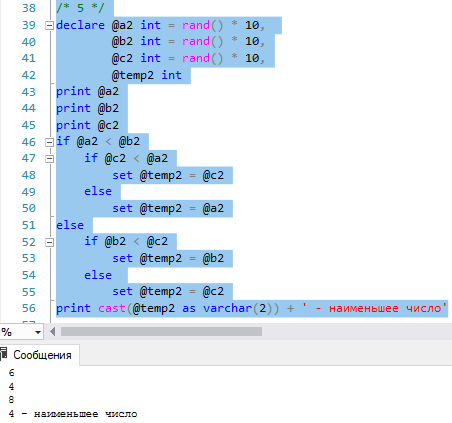 38 /* 5 */
39 declare @a2 int = rand() * 10,
40 @b2 int = rand() * 10,
41 @c2 int = rand() * 10,
42 @temp2 int
43 print @a2
44 print @b2
45 print @c2
46 if @a2 < @b2
47 if @c2 < @a2
48 set @temp2 = @c2
49 else
50 set @temp2 = @a2
51 else
52 if @b2 < @c2
53 set @temp2 = @b2
54 else
55 set @temp2 = @c2
56 print cast(@temp2 as varchar(2)) + ' - наименьшее число'
%
Сообщения
6
4
8
4 - наименьшее число